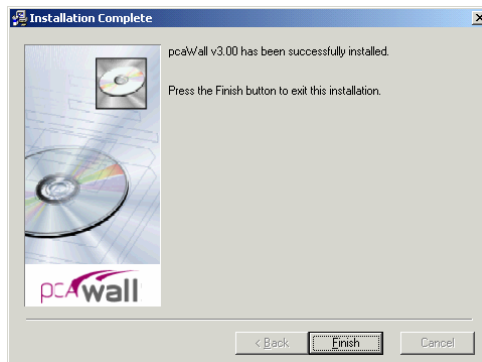 Installation Complete
pcaWall v3.00 has been successfully installed.
Press the Finish button to exit this installation.
pcAwall
< Back
Finish
Cancel